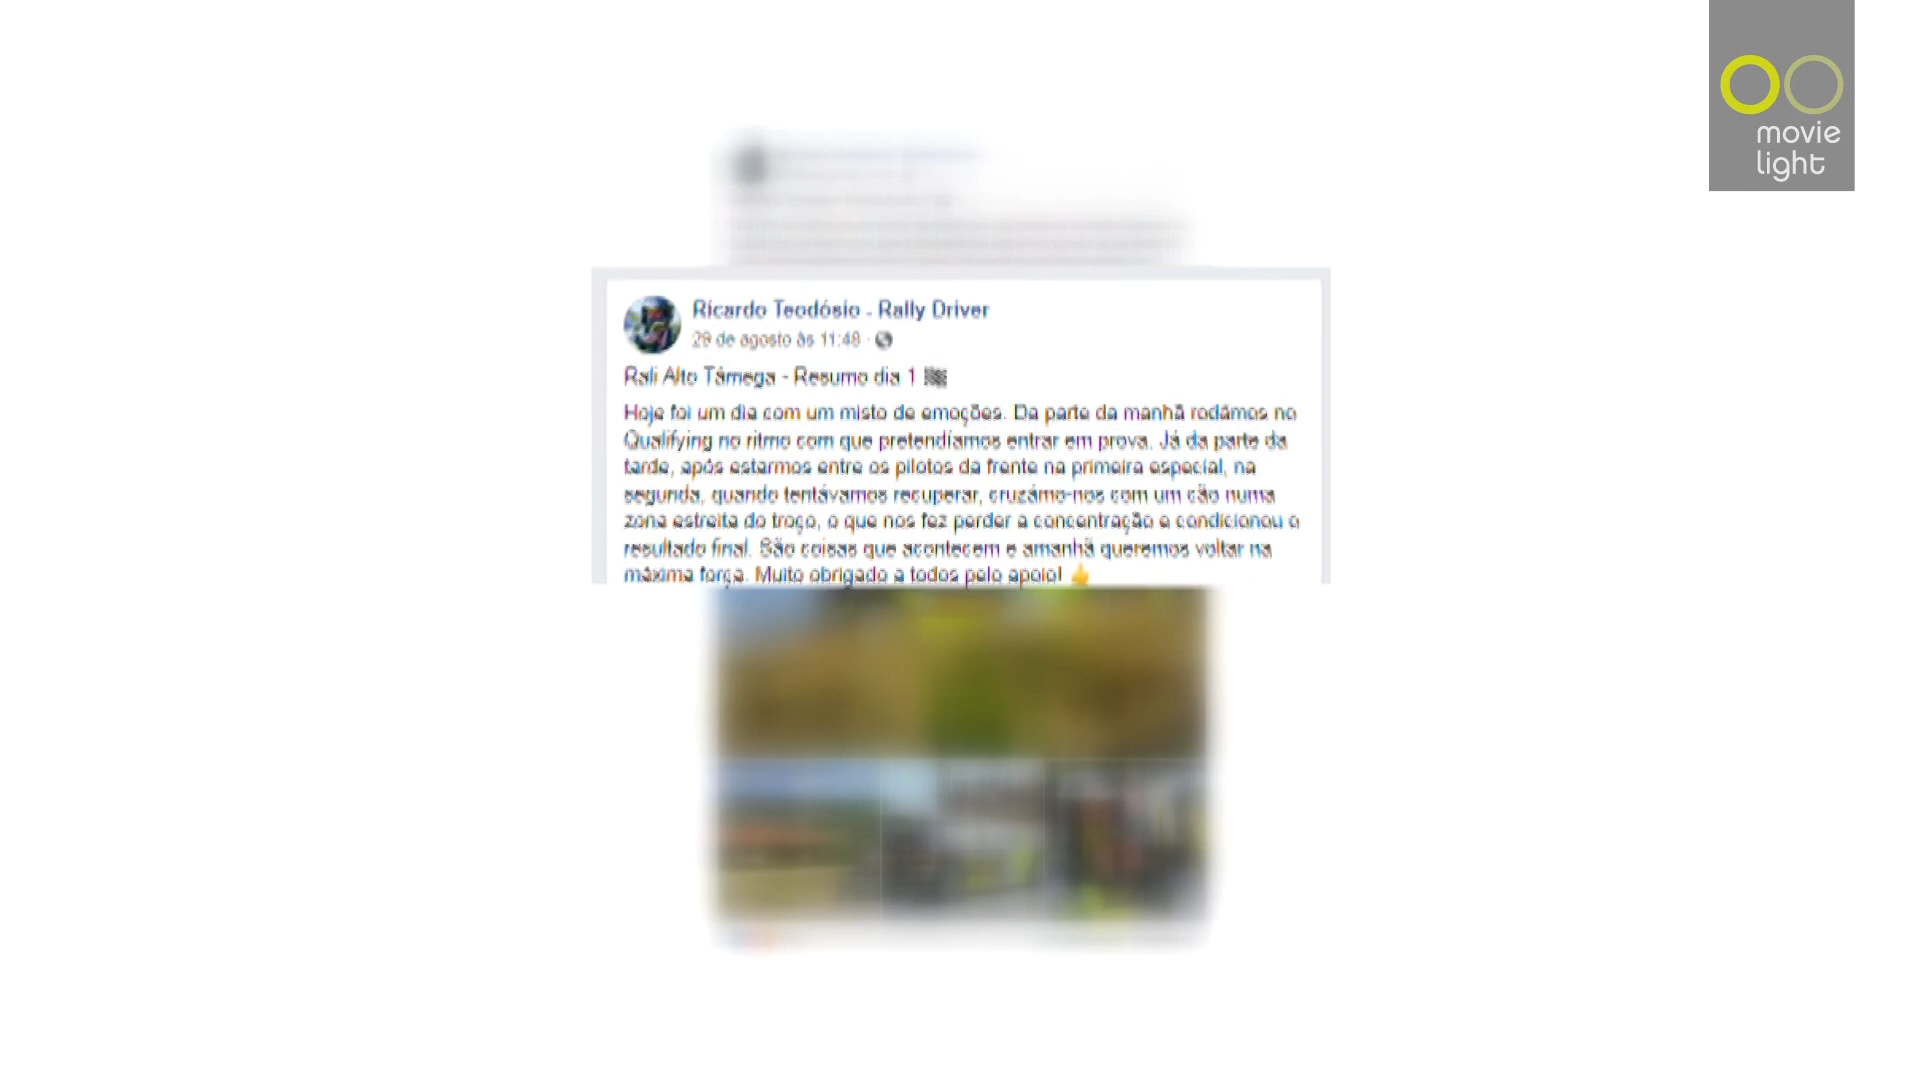 movie
light
Ricardo Teodósio - Rally Driver
29 de agosto às 11:48 ·
Rali Alto Tâmega - Resumo dia 1 🏁
Hoje foi um dia com um misto de emoções. Da parte da manhã rodámos no
Qualifying no ritmo com que pretendíamos entrar em prova. Já da parte da
tarde, após estarmos entre os pilotos da frente na primeira especial, na
segunda, quando tentávamos recuperar, cruzámo-nos com um cão numa
zona estreita do troço, o que nos fez perder a concentração e condicionou o
resultado final. São coisas que acontecem e amanhã queremos voltar na
máxima força. Muito obrigado a todos pelo apoio! 👍